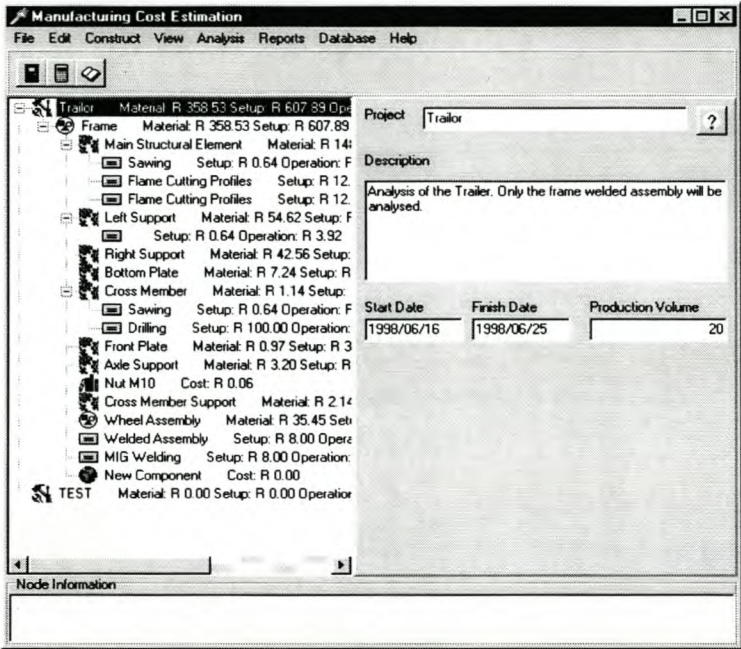 Manufacturing Cost Estimation
File Edit Construct View Analysis Reports Database Help
Trailor Material: R 358.53 Setup: R 607.89 Ope
Frame Material: R 358.53 Setup: R 607.89
Main Structural Element Material: R 14
Sawing Setup: R 0.64 Operation: F
Flame Cutting Profiles Setup: R 12.
Flame Cutting Profiles Setup: R 12.
Left Support Material: R 54.62 Setup: F
Setup: R 0.64 Operation: R 3.92
Right Support Material: R 42.56 Setup:
Bottom Plate Material: R 7.24 Setup: R
Cross Member Material: R 1.14 Setup:
Sawing Setup: R 0.64 Operation: F
Drilling Setup: R 100.00 Operation:
Front Plate Material: R 0.97 Setup: R 3
Axle Support Material: R 3.20 Setup: R
Nut M10 Cost: R 0.06
Cross Member Support Material: R 2.14
Wheel Assembly Material: R 35.45 Set
Welded Assembly Setup: R 8.00 Opera
MIG Welding Setup: R 8.00 Operation:
New Component Cost: R 0.00
TEST Material: R 0.00 Setup: R 0.00 Operation
Project Trailor ?
Description
Analysis of the Trailer. Only the frame welded assembly will be
analysed.
Start Date Finish Date Production Volume
1998/06/16 1998/06/25 20
Node Information